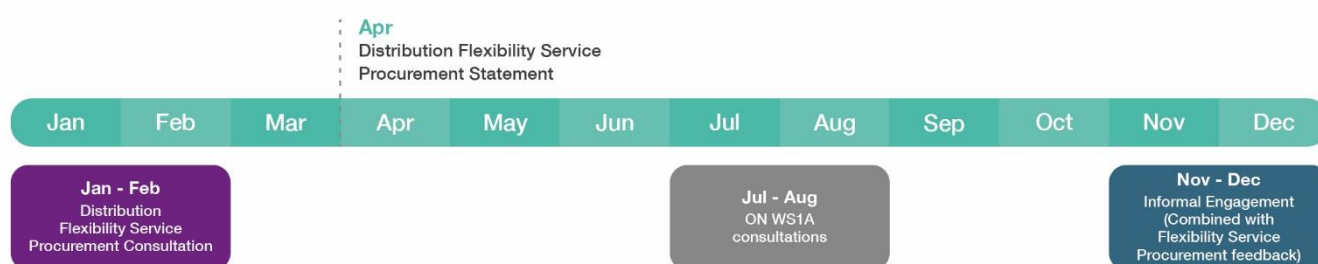 Apr
Distribution Flexibility Service
Procurement Statement
Jan Feb Mar Apr May Jun Jul Aug Sep Oct Nov Dec
Jan - Feb
Distribution
Flexibility Service
Procurement Consultation
Jul - Aug
ON WS1A
consultations
Nov - Dec
Informal Engagement
(Combined with
Flexibility Service
Procurement feedback)